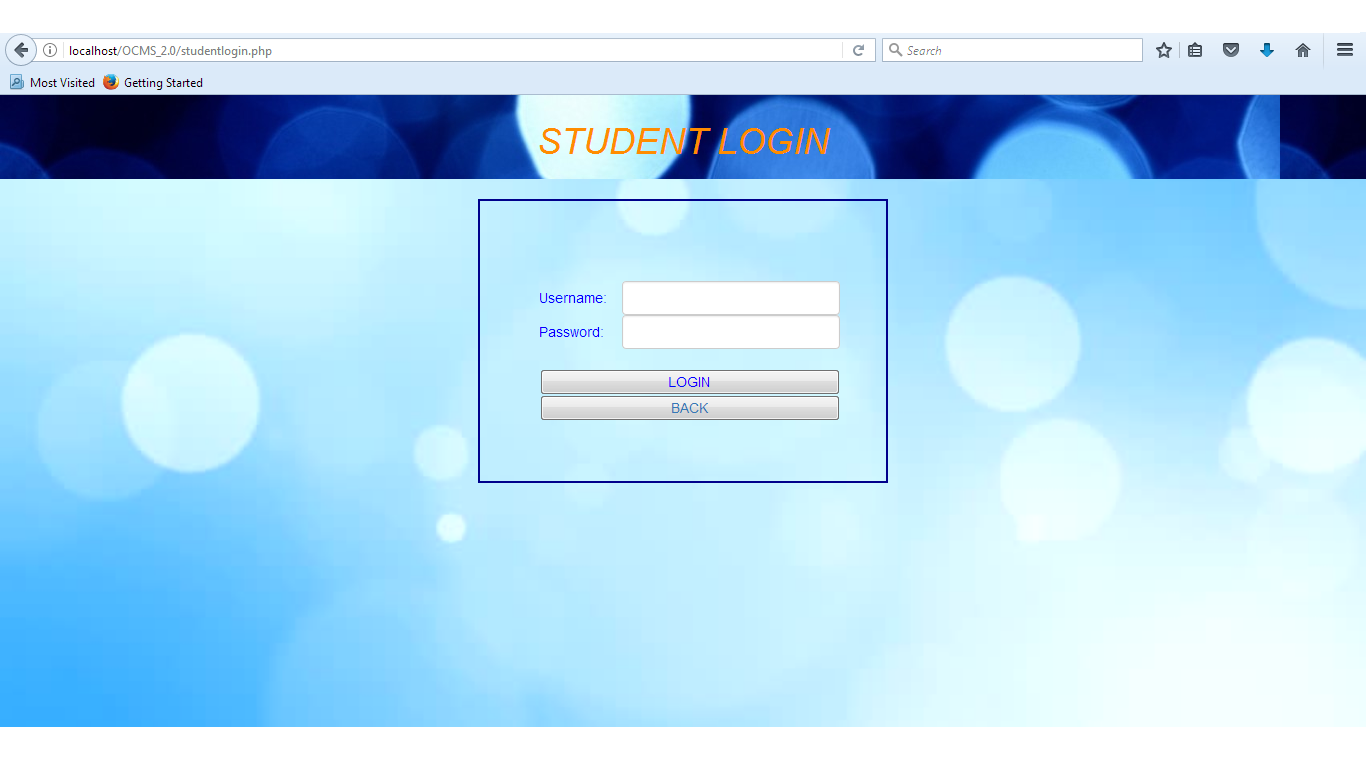 localhost/OCMS_2.0/studentlogin.php
Search
Most Visited Getting Started
STUDENT LOGIN
Username:
Password:
LOGIN
BACK